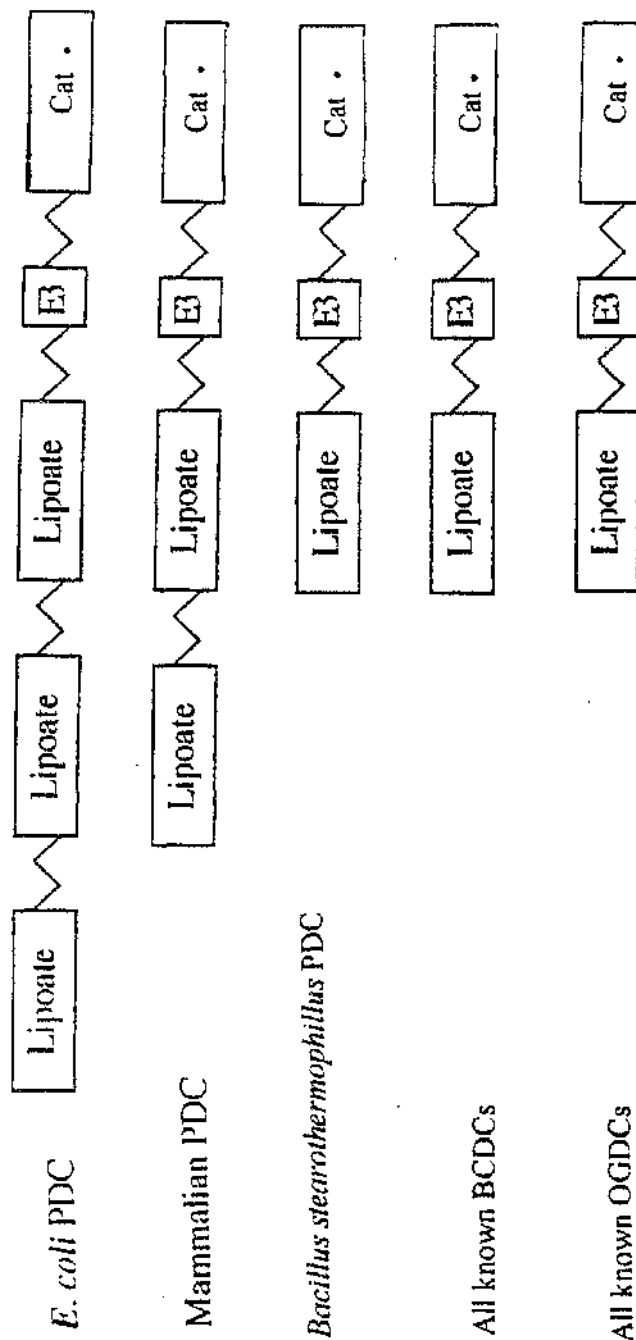 E. coli PDC
Lipoate
Lipoate
Lipoate
E3
Cat •
Mammalian PDC
Lipoate
Lipoate
E3
Cat •
Bacillus stearothermophillus PDC
Lipoate
E3
Cat •
All known BCDCs
Lipoate
E3
Cat •
All known OGDCs
Lipoate
E3
Cat •